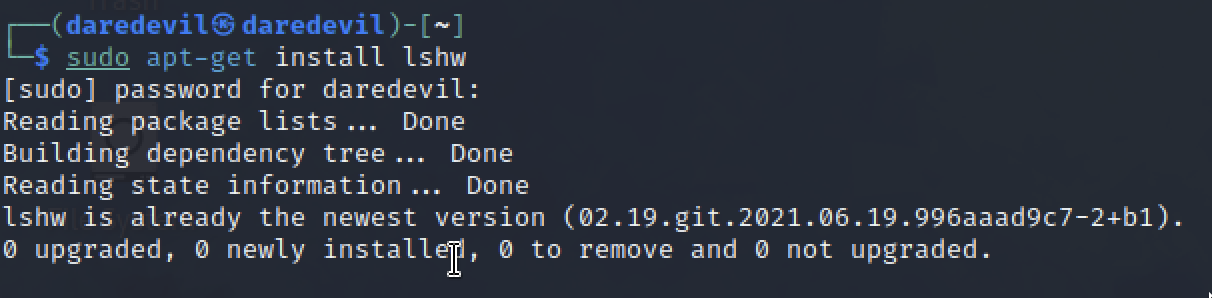 ┌──(daredevil㉿daredevil)-[~]
└─$ sudo apt-get install lshw
[sudo] password for daredevil:
Reading package lists... Done
Building dependency tree... Done
Reading state information... Done
lshw is already the newest version (02.19.git.2021.06.19.996aaad9c7-2+b1).
0 upgraded, 0 newly installed, 0 to remove and 0 not upgraded.